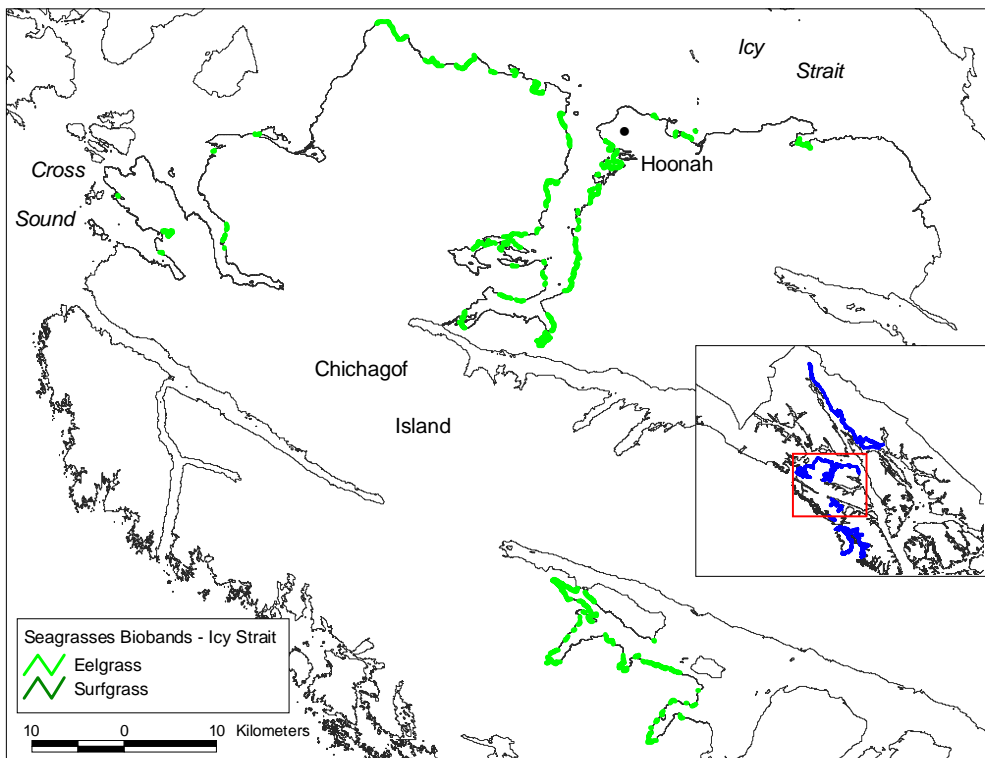 Icy
Strait
Hoonah
Cross
Sound
Chichagof
Island
Seagrasses Biobands - Icy Strait
Eelgrass
Surfgrass
10 0 10 Kilometers